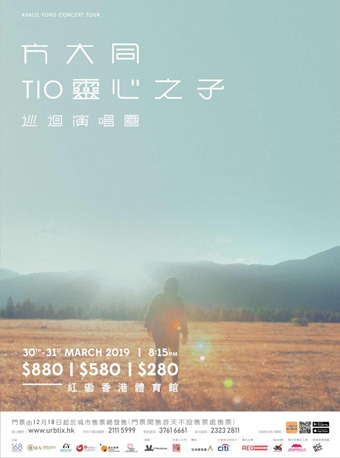 KHALIL FONG CONCERT TOUR
方大同
TIO 靈心之子
巡迴演唱會
30TH-31ST MARCH 2019 | 8:15PM
$880 | $580 | $280
紅磡香港體育館
門票由12月18日起於城市售票網發售(門票開售首天不設售票處售票)
www.urbtix.hk
2111 5999
3761 6661
2323 2811
citi